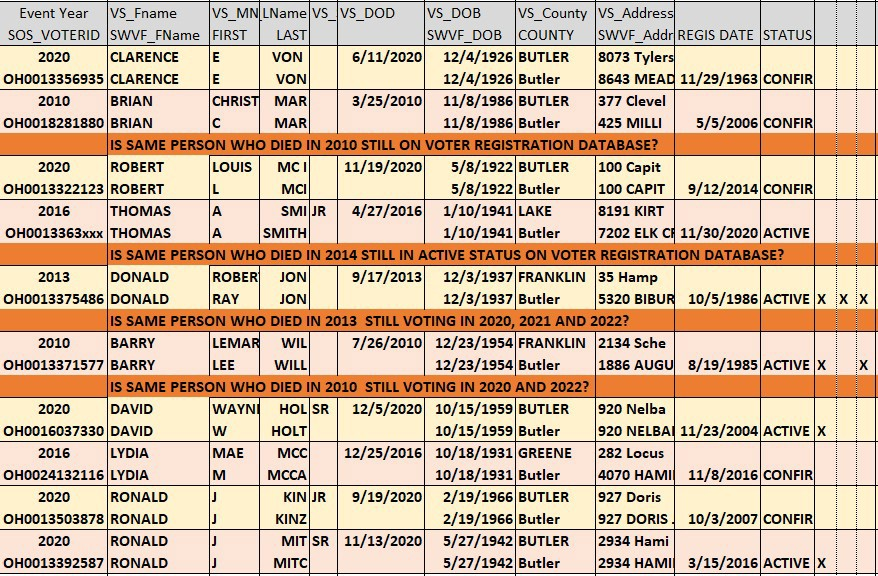 Event Year VS_Fname VS_MN LName VS_ VS_DOD VS_DOB VS_County VS_Address
SOS_VOTERID SWVF_FName FIRST LAST SWVF_DOB COUNTY SWVF_Addr REGIS DATE STATUS
2020 CLARENCE E VON 6/11/2020 12/4/1926 BUTLER 8073 Tylers
OH0013356935 CLARENCE E VON 12/4/1926 Butler 8643 MEAD 11/29/1963 CONFIR
2010 BRIAN CHRIST MAR 3/25/2010 11/8/1986 BUTLER 377 Clevel
OH0018281880 BRIAN C MAR 11/8/1986 Butler 425 MILLI 5/5/2006 CONFIR
IS SAME PERSON WHO DIED IN 2010 STILL ON VOTER REGISTRATION DATABASE?
2020 ROBERT LOUIS MC I 11/19/2020 5/8/1922 BUTLER 100 Capit
OH0013322123 ROBERT L MCI 5/8/1922 Butler 100 CAPIT 9/12/2014 CONFIR
2016 THOMAS A SMI JR 4/27/2016 1/10/1941 LAKE 8191 KIRT
OH0013363xxx THOMAS A SMITH 1/10/1941 Butler 7202 ELK CR 11/30/2020 ACTIVE
IS SAME PERSON WHO DIED IN 2014 STILL IN ACTIVE STATUS ON VOTER REGISTRATION DATABASE?
2013 DONALD ROBER JON 9/17/2013 12/3/1937 FRANKLIN 35 Hamp
OH0013375486 DONALD RAY JON 12/3/1937 Butler 5320 BIBUR 10/5/1986 ACTIVE X X X
IS SAME PERSON WHO DIED IN 2013 STILL VOTING IN 2020, 2021 AND 2022?
2010 BARRY LEMAR WIL 7/26/2010 12/23/1954 FRANKLIN 2134 Sche
OH0013371577 BARRY LEE WILL 12/23/1954 Butler 1886 AUGU 8/19/1985 ACTIVE X X
IS SAME PERSON WHO DIED IN 2010 STILL VOTING IN 2020 AND 2022?
2020 DAVID WAYN HOL SR 12/5/2020 10/15/1959 BUTLER 920 Nelba
OH0016037330 DAVID W HOLT 10/15/1959 Butler 920 NELBA 11/23/2004 ACTIVE X
2016 LYDIA MAE MCC 12/25/2016 10/18/1931 GREENE 282 Locus
OH0024132116 LYDIA M MCCA 10/18/1931 Butler 4070 HAMI 11/8/2016 CONFIR
2020 RONALD J KIN JR 9/19/2020 2/19/1966 BUTLER 927 Doris
OH0013503878 RONALD J KINZ 2/19/1966 Butler 927 DORIS 10/3/2007 CONFIR
2020 RONALD J MIT SR 11/13/2020 5/27/1942 BUTLER 2934 Hami
OH0013392587 RONALD J MITC 5/27/1942 Butler 2934 HAMI 3/15/2016 ACTIVE X